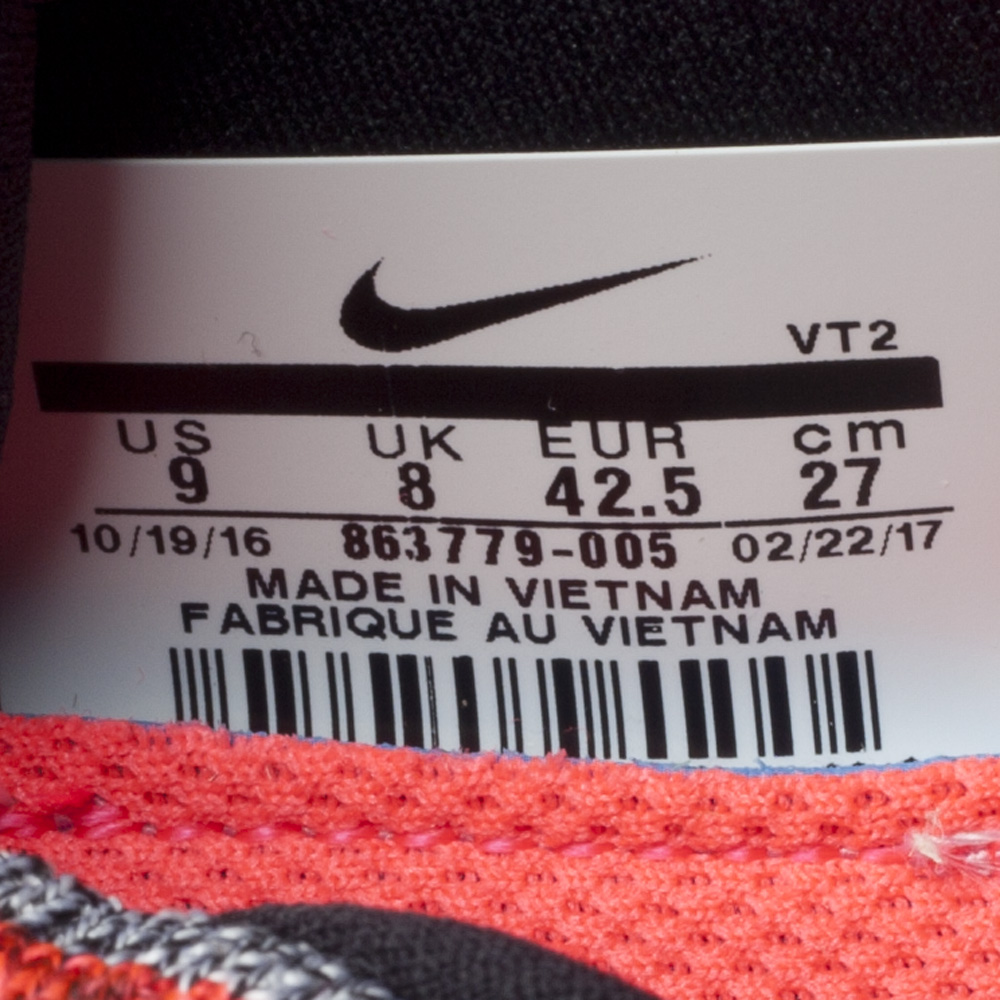 VT2
US UK EUR cm
9 8 42.5 27
10/19/16 863779-005 02/22/17
MADE IN VIETNAM
FABRIQUE AU VIETNAM